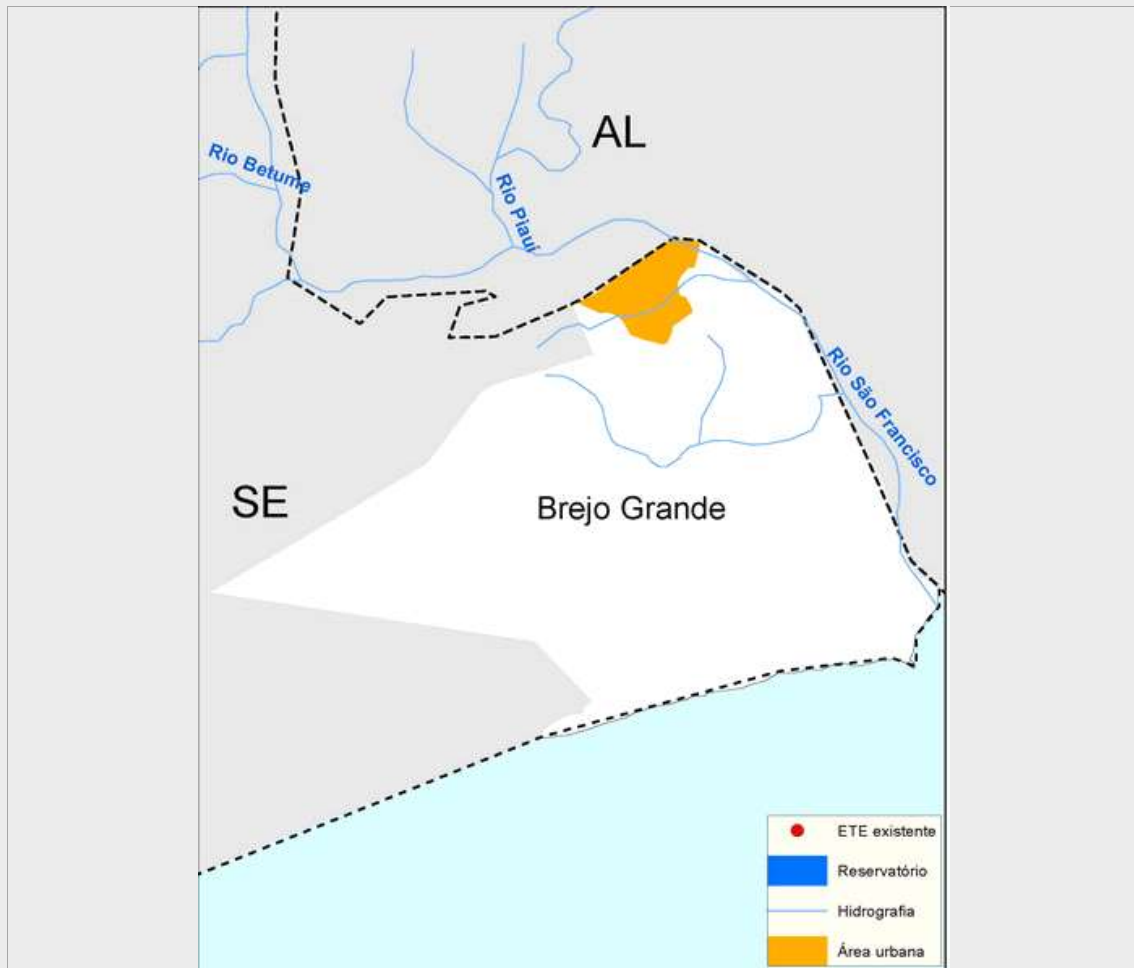 AL
Rio Betume
Rio Piauí
Rio São Francisco
SE
Brejo Grande
ETE existente
Reservatório
Hidrografia
Área urbana